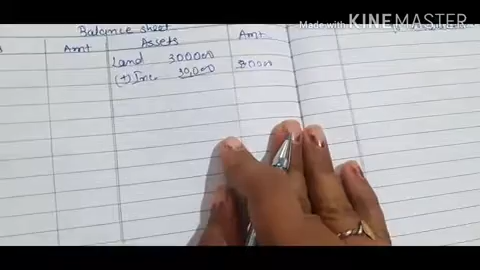 Made with KINEMASTER
Balance sheet
Amt Assets Amt
Land 300000
(+) Inc. 30,000